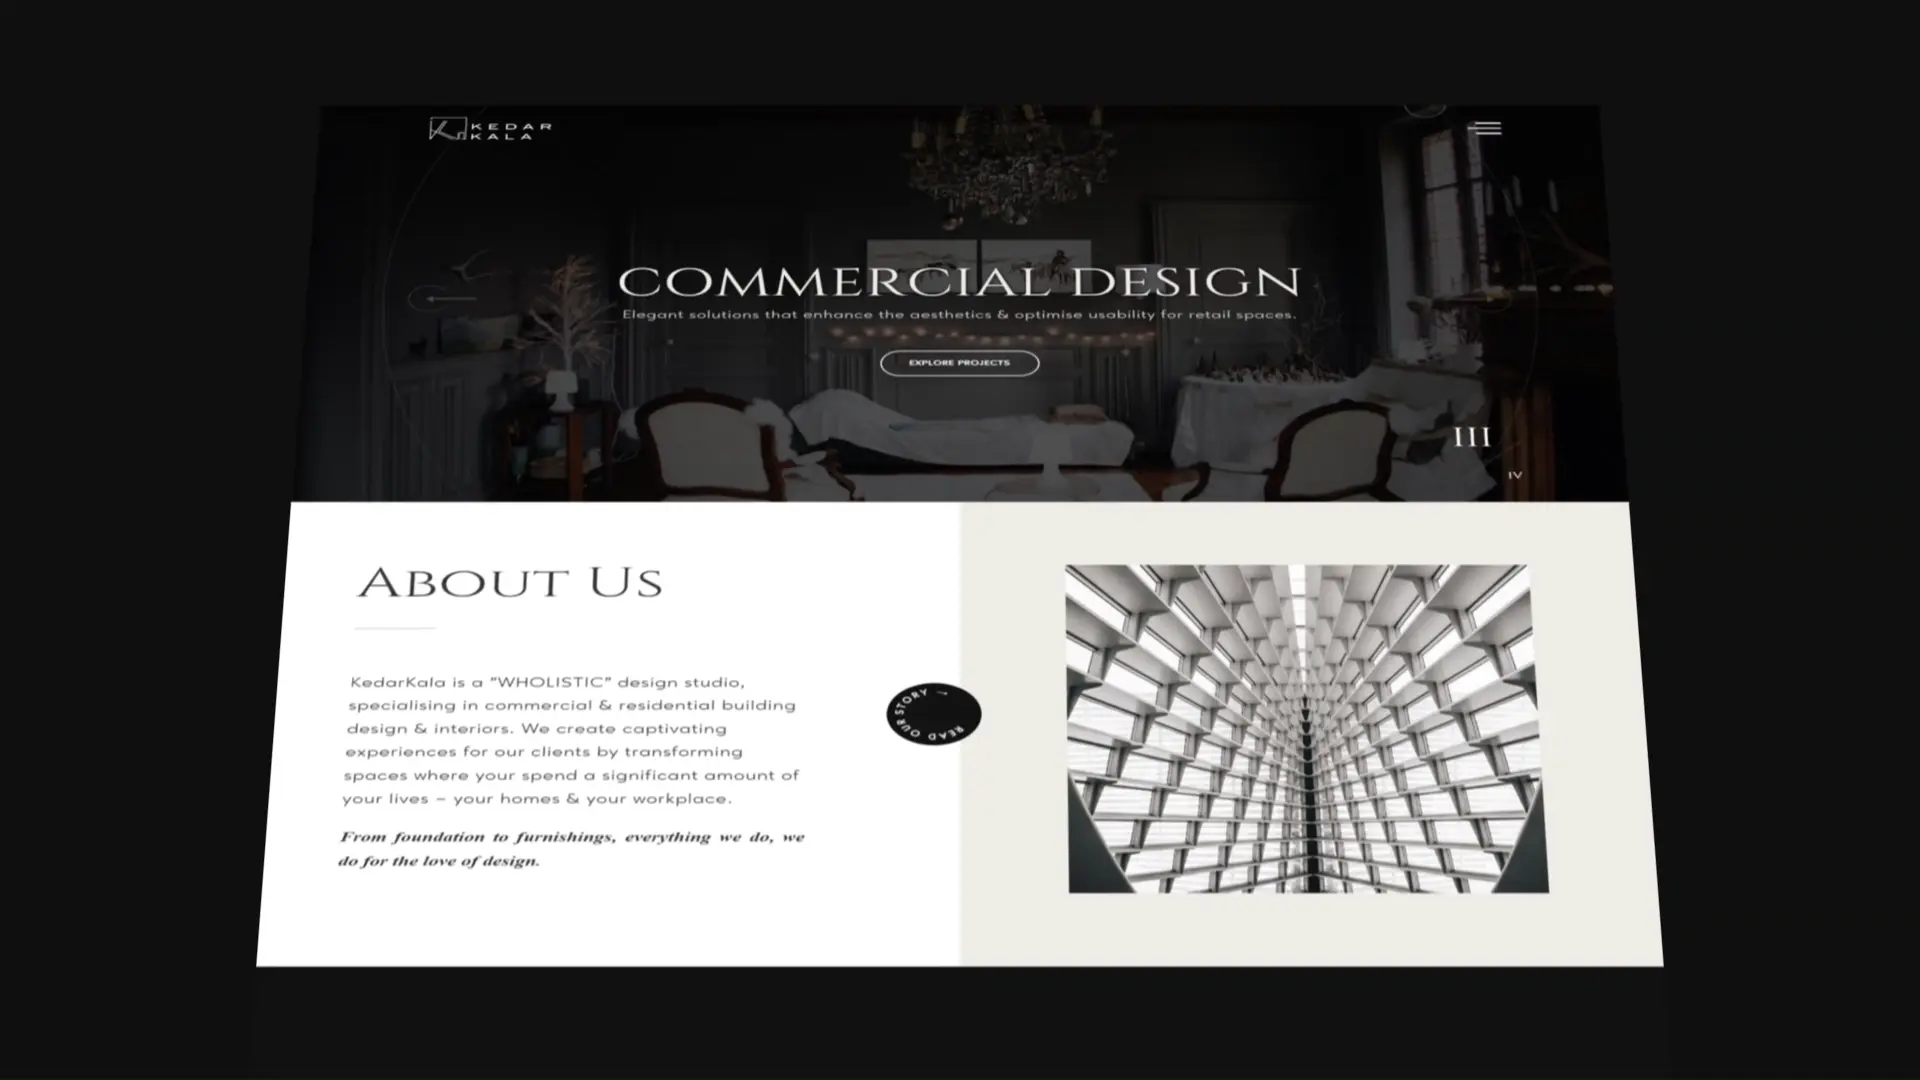 KEDAR
KALA
COMMERCIAL DESIGN
Elegant solutions that enhance the aesthetics & optimise usability for retail spaces.
EXPLORE PROJECTS
III
IV
ABOUT US
KedarKala is a "WHOLISTIC" design studio,
specialising in commercial & residential building
design & interiors. We create captivating
experiences for our clients by transforming
spaces where your spend a significant amount of
your lives – your homes & your workplace.
READ OUR STORY →
From foundation to furnishings, everything we do, we
do for the love of design.